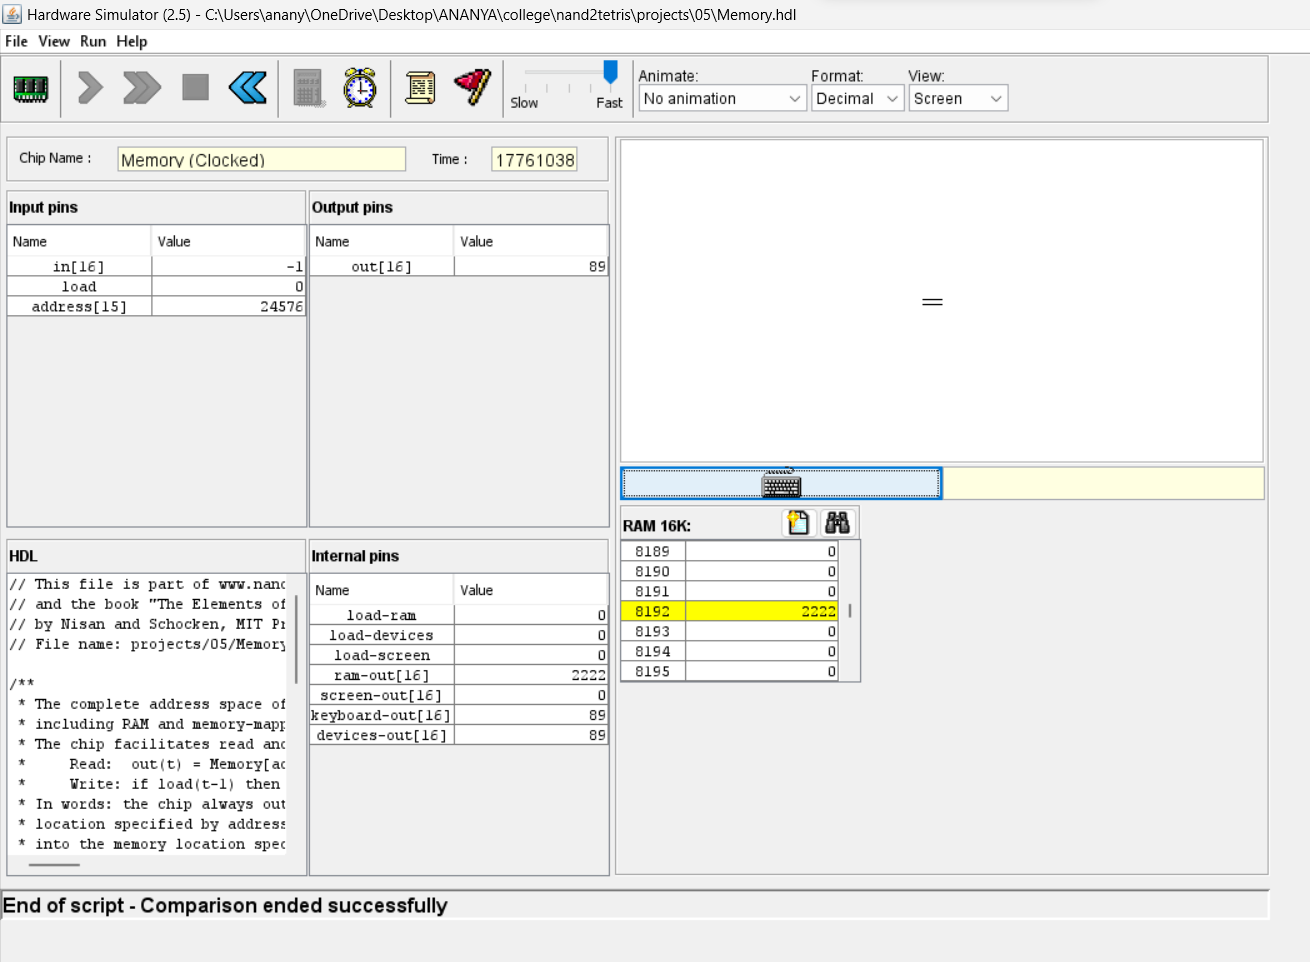 Hardware Simulator (2.5) - C:\Users\anany\OneDrive\Desktop\ANANYA\college\nand2tetris\projects\05\Memory.hdl
File View Run Help
Slow Fast
Animate: Format: View:
No animation Decimal Screen
Chip Name : Memory (Clocked) Time : 17761038
Input pins
Name Value
in[16] -1
load 0
address[15] 24576
Output pins
Name Value
out[16] 89
HDL
// This file is part of www.nand
// and the book "The Elements of
// by Nisan and Schocken, MIT Pr
// File name: projects/05/Memory
/**
* The complete address space of
* including RAM and memory-mapp
* The chip facilitates read and
*     Read:  out(t) = Memory[ad
*     Write: if load(t-1) then
* In words: the chip always out
* location specified by address
* into the memory location spec
Internal pins
Name Value
load-ram 0
load-devices 0
load-screen 0
ram-out[16] 2222
screen-out[16] 0
keyboard-out[16] 89
devices-out[16] 89
RAM 16K:
8189 0
8190 0
8191 0
8192 2222
8193 0
8194 0
8195 0
End of script - Comparison ended successfully